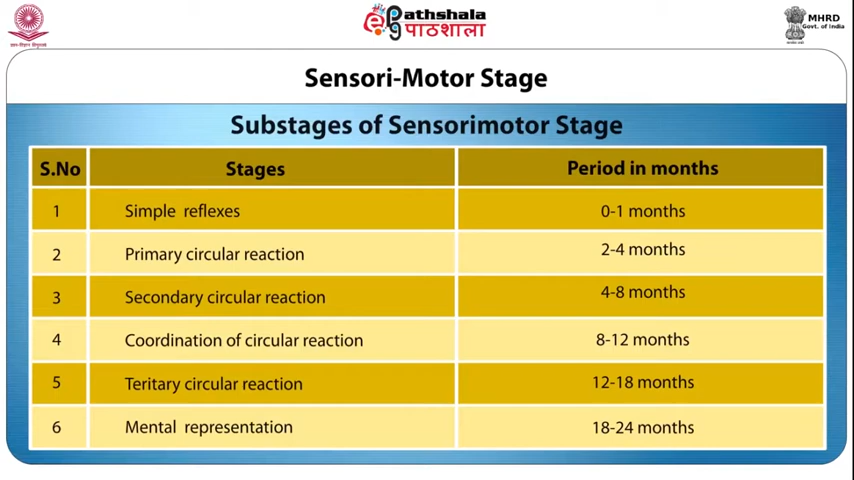 ePathshala
पाठशाला
MHRD
Govt. of India
Sensori-Motor Stage
Substages of Sensorimotor Stage
S.No Stages Period in months
1 Simple reflexes 0-1 months
2 Primary circular reaction 2-4 months
3 Secondary circular reaction 4-8 months
4 Coordination of circular reaction 8-12 months
5 Teritary circular reaction 12-18 months
6 Mental representation 18-24 months